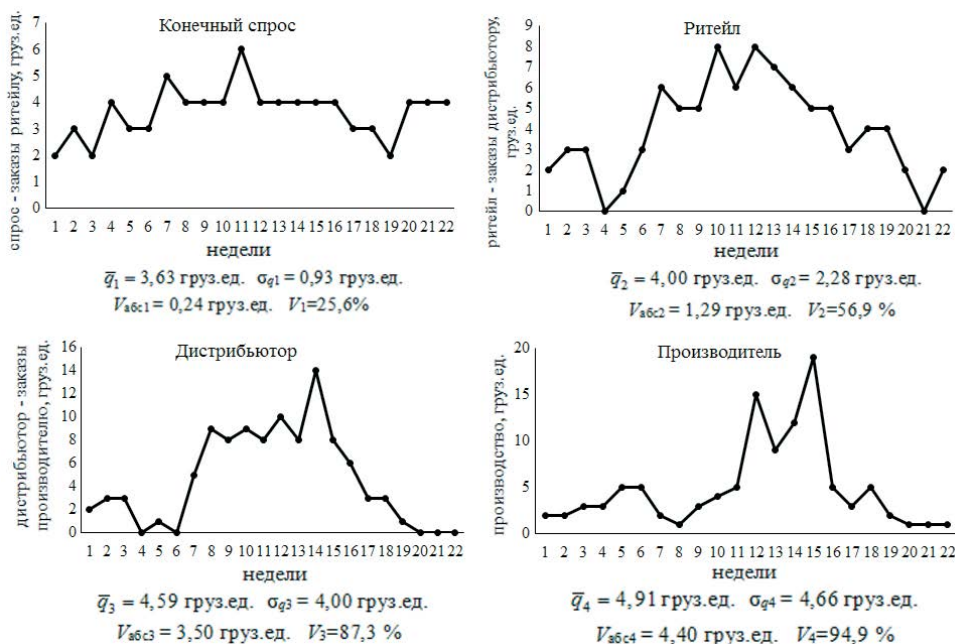 Конечный спрос
спрос - заказы ритейлу, груз.ед.
7
6
5
4
3
2
1
0
1 2 3 4 5 6 7 8 9 10 11 12 13 14 15 16 17 18 19 20 21 22
недели
q̅1 = 3,63 груз.ед. σq1 = 0,93 груз.ед.
Vабс1 = 0,24 груз.ед. V1=25,6%
Ритейл
ритейл - заказы дистрибьютору,
груз.ед.
9
8
7
6
5
4
3
2
1
0
1 2 3 4 5 6 7 8 9 10 11 12 13 14 15 16 17 18 19 20 21 22
недели
q̅2 = 4,00 груз.ед. σq2 = 2,28 груз.ед.
Vабс2 = 1,29 груз.ед. V2=56,9 %
Дистрибьютор
дистрибьютор - заказы
производителю, груз.ед.
16
14
12
10
8
6
4
2
0
1 2 3 4 5 6 7 8 9 10 11 12 13 14 15 16 17 18 19 20 21 22
недели
q̅3 = 4,59 груз.ед. σq3 = 4,00 груз.ед.
Vабс3 = 3,50 груз.ед. V3=87,3 %
Производитель
производство, груз.ед.
20
15
10
5
0
1 2 3 4 5 6 7 8 9 10 11 12 13 14 15 16 17 18 19 20 21 22
недели
q̅4 = 4,91 груз.ед. σq4 = 4,66 груз.ед.
Vабс4 = 4,40 груз.ед. V4=94,9 %